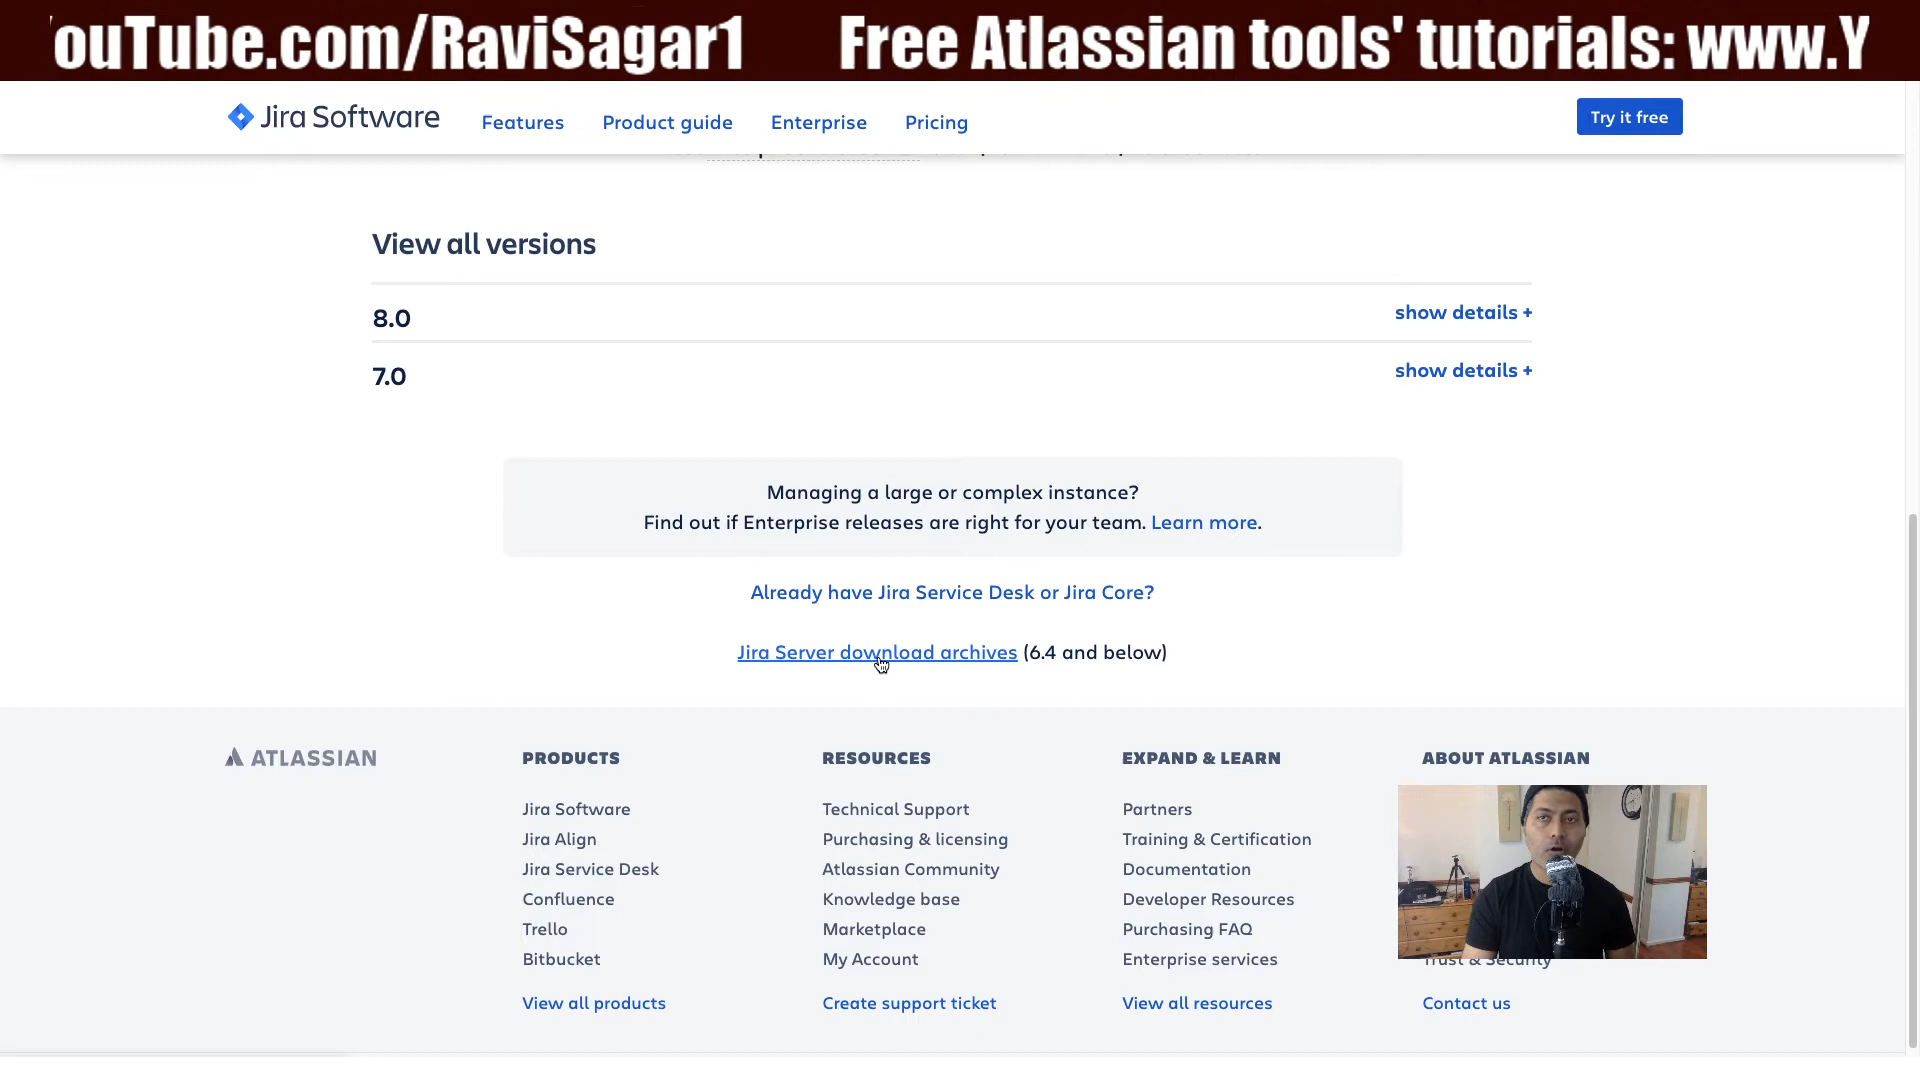 ouTube.com/RaviSagar1 Free Atlassian tools' tutorials: www.Y
Jira Software
Features
Product guide
Enterprise
Pricing
Try it free
View all versions
8.0
show details +
7.0
show details +
Managing a large or complex instance?
Find out if Enterprise releases are right for your team. Learn more.
Already have Jira Service Desk or Jira Core?
Jira Server download archives (6.4 and below)
ATLASSIAN
PRODUCTS
Jira Software
Jira Align
Jira Service Desk
Confluence
Trello
Bitbucket
View all products
RESOURCES
Technical Support
Purchasing & licensing
Atlassian Community
Knowledge base
Marketplace
My Account
Create support ticket
EXPAND & LEARN
Partners
Training & Certification
Documentation
Developer Resources
Purchasing FAQ
Enterprise services
View all resources
ABOUT ATLASSIAN
Trust & Security
Contact us